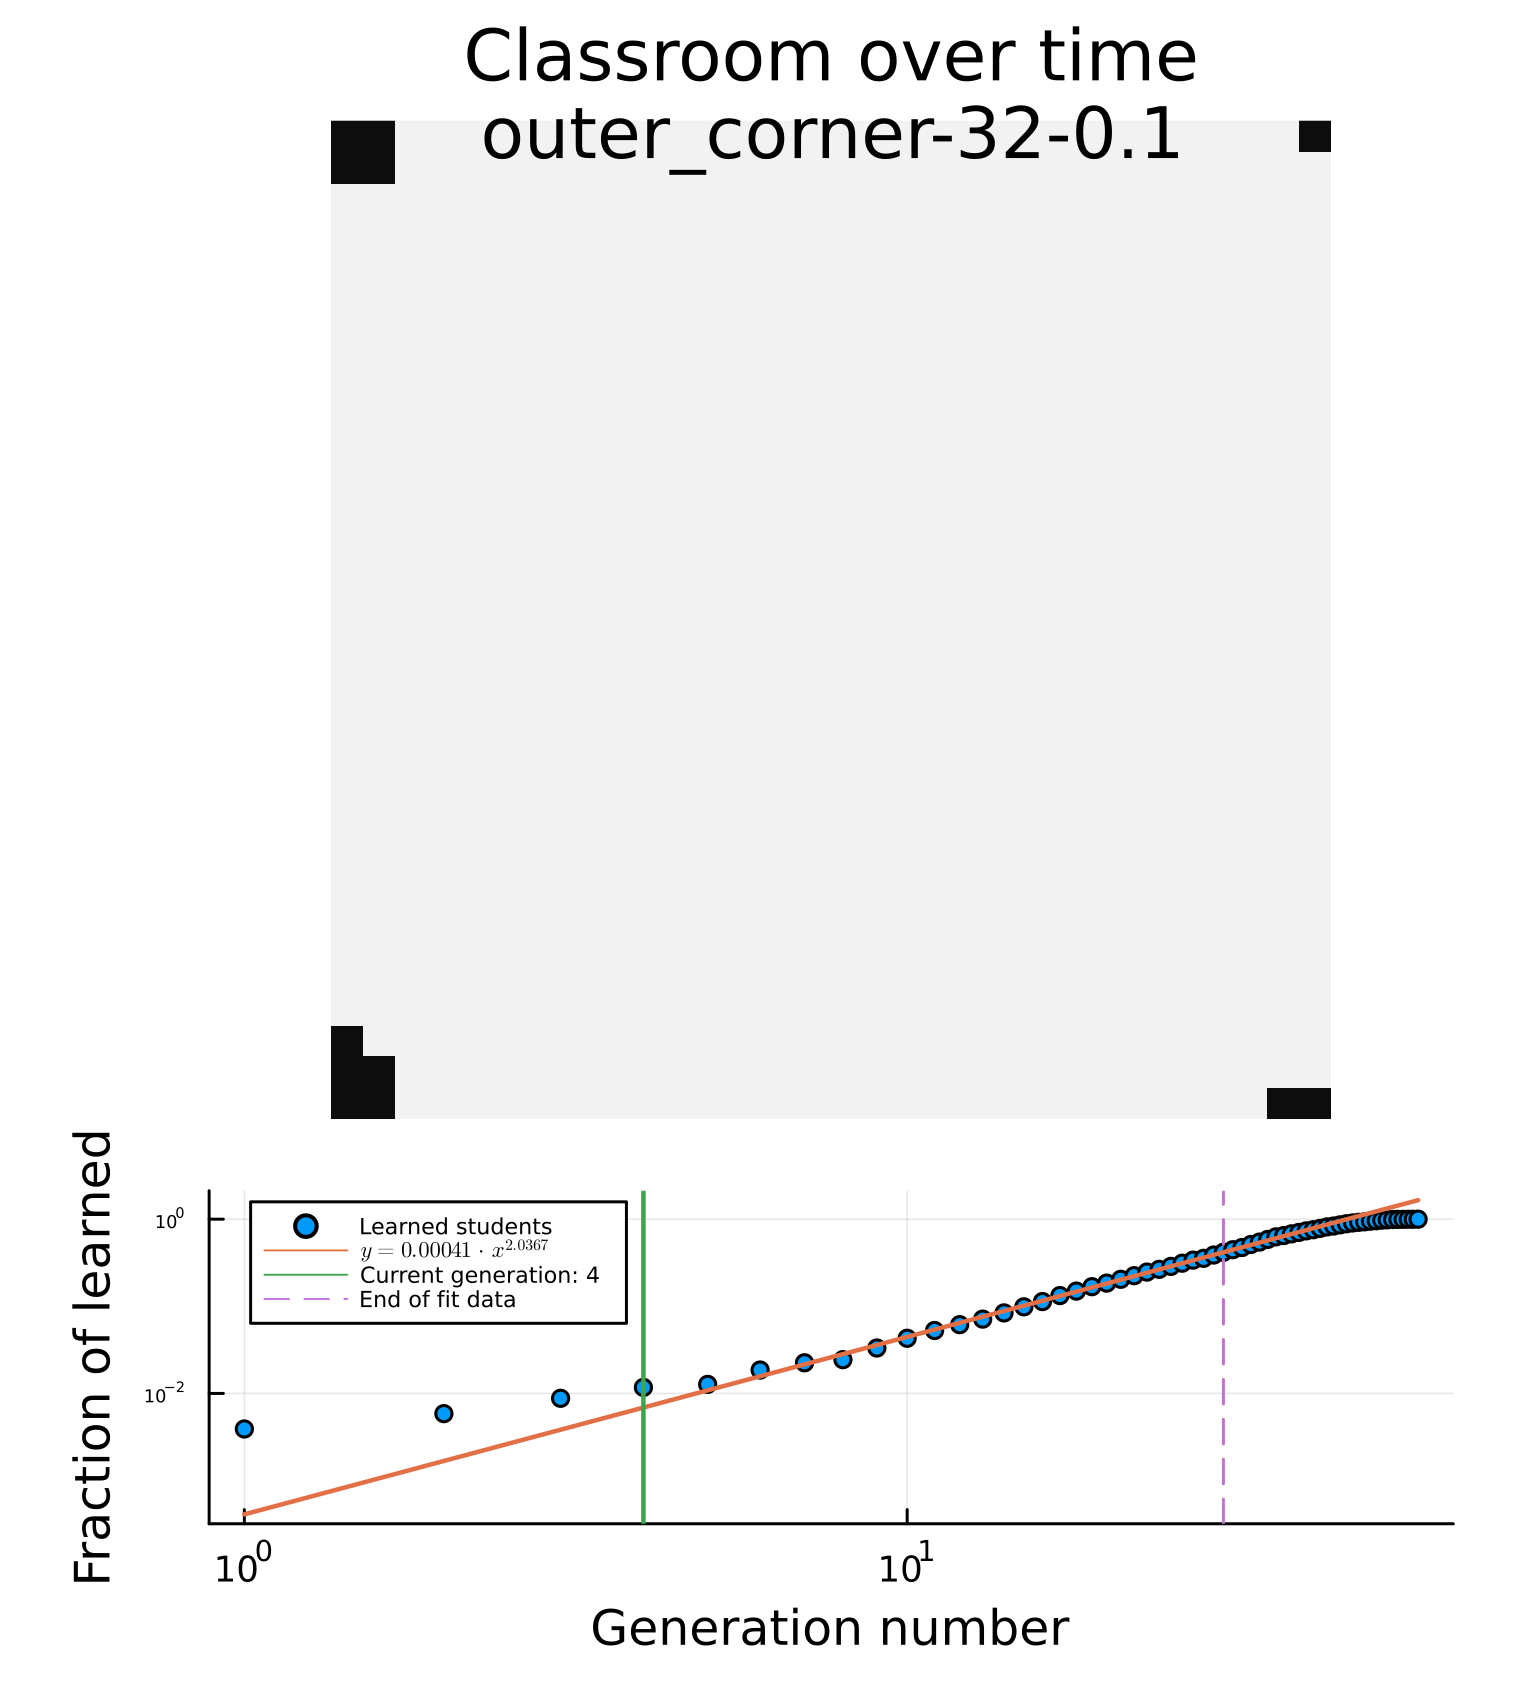 Classroom over time
outer_corner-32-0.1
Fraction of learned
10^0
10^-2
Learned students
y = 0.00041 · x^2.0367
Current generation: 4
End of fit data
10^0
10^1
Generation number